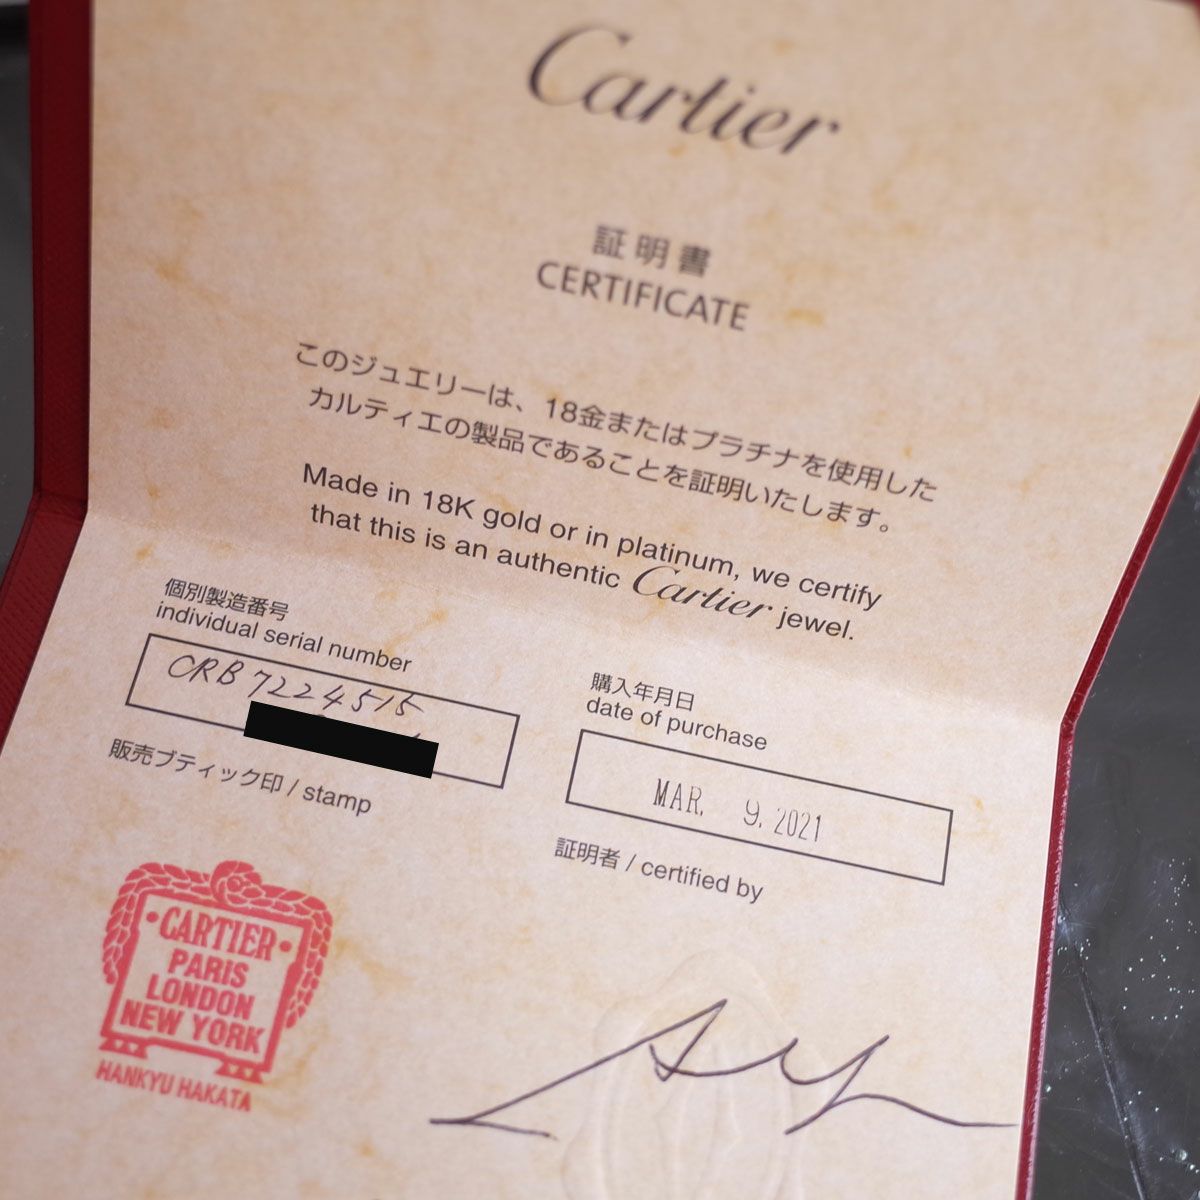 Cartier
証明書
CERTIFICATE
このジュエリーは、18金またはプラチナを使用した
カルティエの製品であることを証明いたします。
Made in 18K gold or in platinum, we certify
that this is an authentic Cartier jewel.
個別製造番号
individual serial number
CRB7224515
販売ブティック印 / stamp
購入年月日
date of purchase
MAR. 9. 2021
証明者 / certified by
CARTIER
PARIS
LONDON
NEW YORK
HANKYU HAKATA